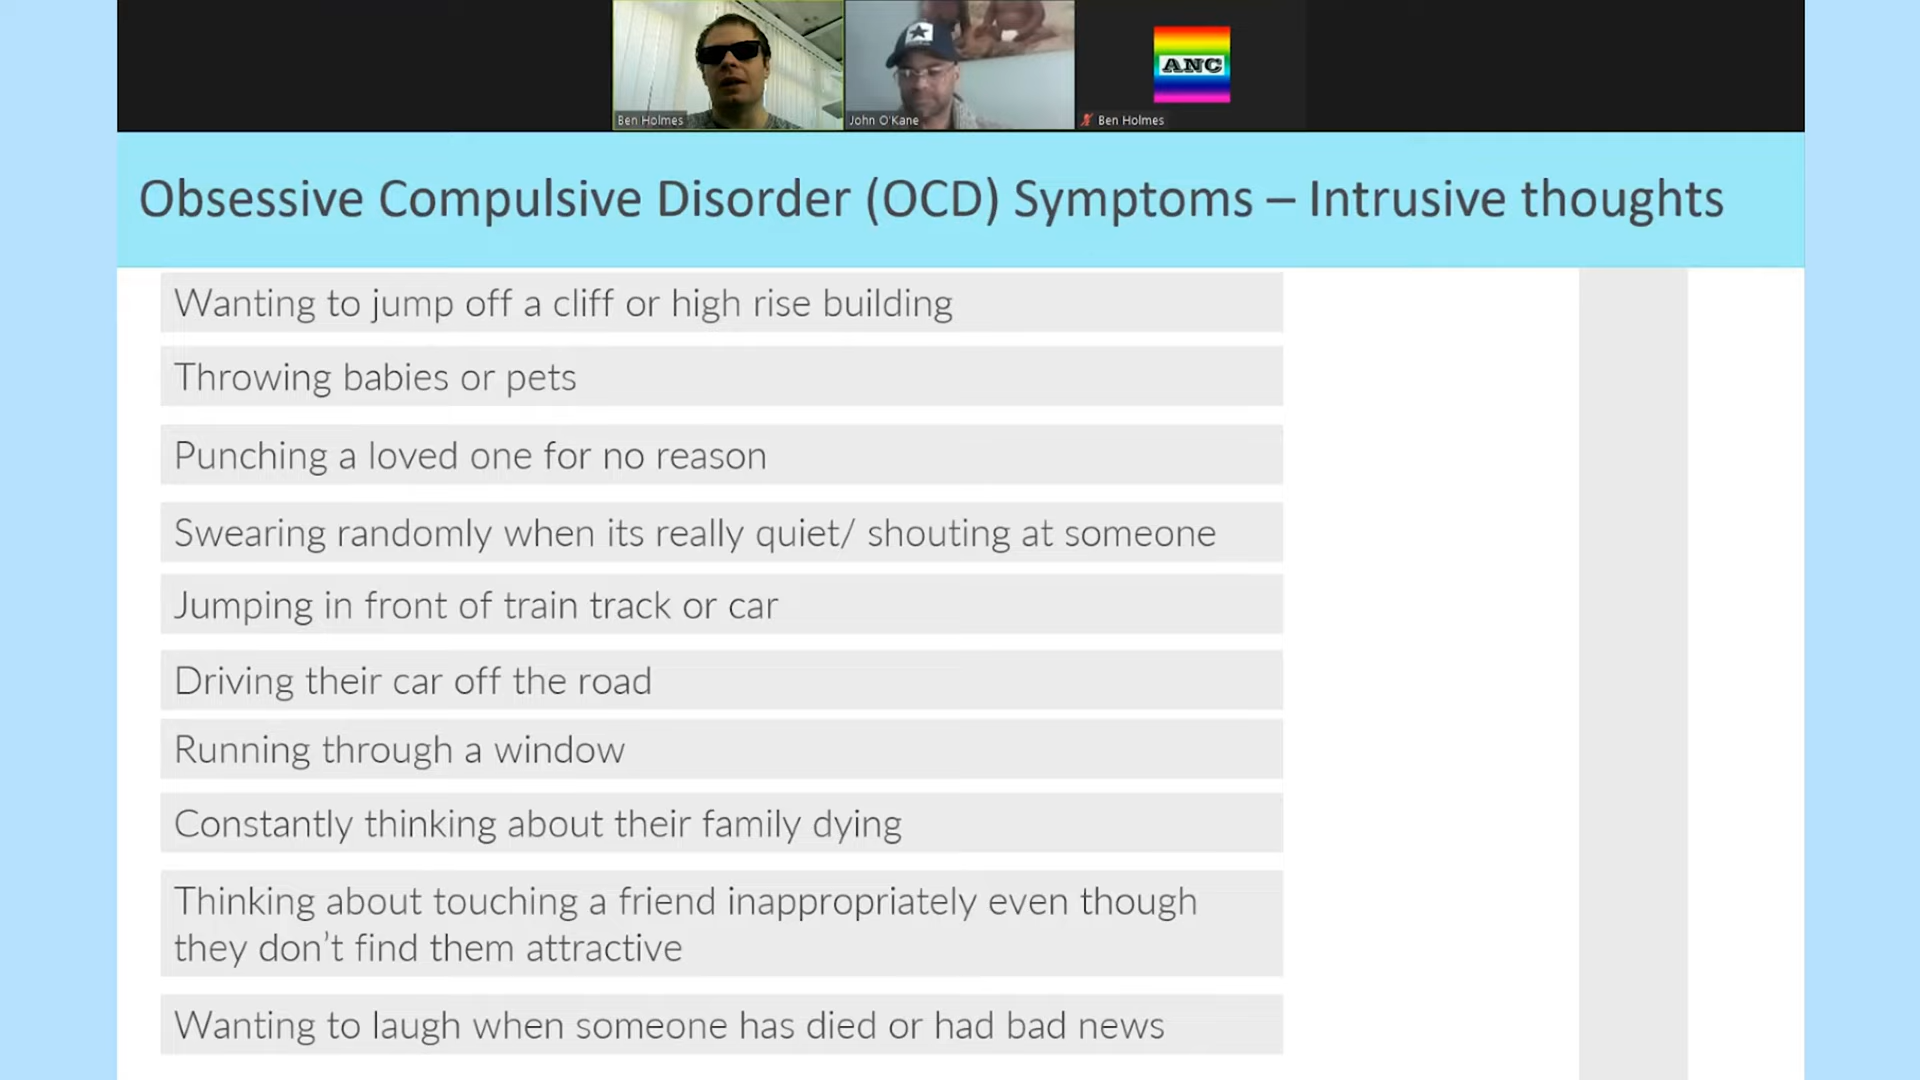 Ben Holmes
John O'Kane
ANC
Ben Holmes
Obsessive Compulsive Disorder (OCD) Symptoms – Intrusive thoughts
Wanting to jump off a cliff or high rise building
Throwing babies or pets
Punching a loved one for no reason
Swearing randomly when its really quiet/ shouting at someone
Jumping in front of train track or car
Driving their car off the road
Running through a window
Constantly thinking about their family dying
Thinking about touching a friend inappropriately even though
they don't find them attractive
Wanting to laugh when someone has died or had bad news